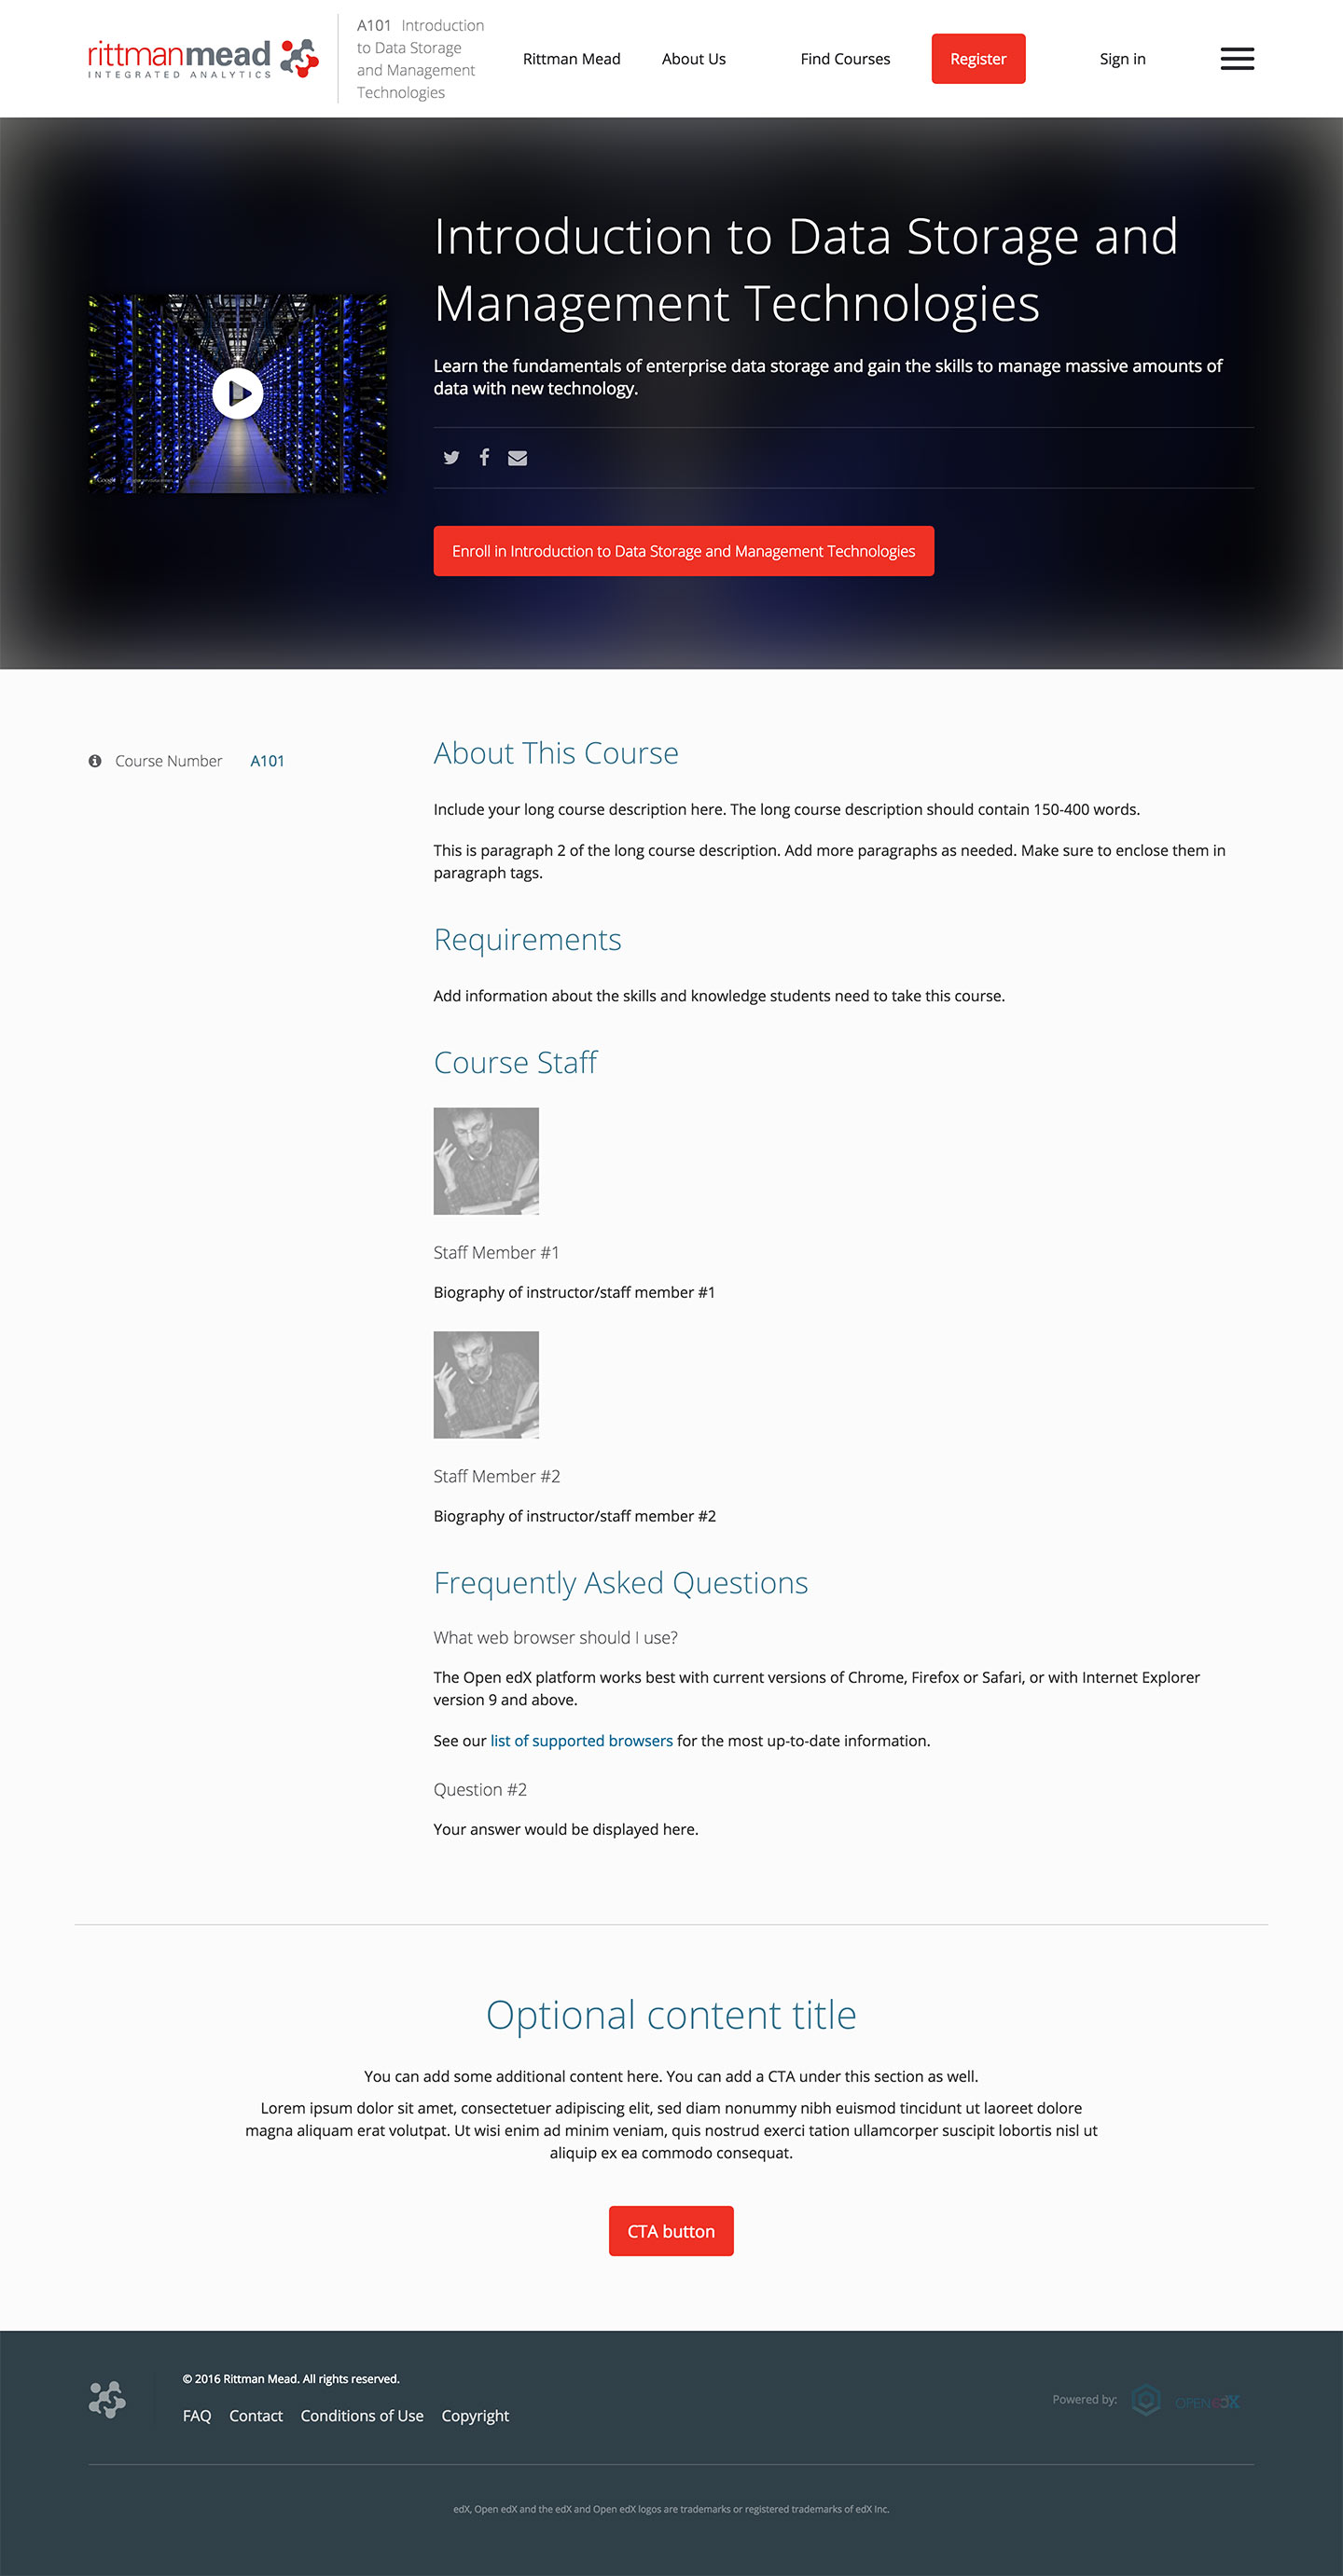 rittmanmead
INTEGRATED ANALYTICS
A101 Introduction
to Data Storage
and Management
Technologies
Rittman Mead
About Us
Find Courses
Register
Sign in
Introduction to Data Storage and
Management Technologies
Learn the fundamentals of enterprise data storage and gain the skills to manage massive amounts of
data with new technology.
Google
Enroll in Introduction to Data Storage and Management Technologies
Course Number A101
About This Course
Include your long course description here. The long course description should contain 150-400 words.
This is paragraph 2 of the long course description. Add more paragraphs as needed. Make sure to enclose them in
paragraph tags.
Requirements
Add information about the skills and knowledge students need to take this course.
Course Staff
Staff Member #1
Biography of instructor/staff member #1
Staff Member #2
Biography of instructor/staff member #2
Frequently Asked Questions
What web browser should I use?
The Open edX platform works best with current versions of Chrome, Firefox or Safari, or with Internet Explorer
version 9 and above.
See our list of supported browsers for the most up-to-date information.
Question #2
Your answer would be displayed here.
Optional content title
You can add some additional content here. You can add a CTA under this section as well.
Lorem ipsum dolor sit amet, consectetuer adipiscing elit, sed diam nonummy nibh euismod tincidunt ut laoreet dolore
magna aliquam erat volutpat. Ut wisi enim ad minim veniam, quis nostrud exerci tation ullamcorper suscipit lobortis nisl ut
aliquip ex ea commodo consequat.
CTA button
© 2016 Rittman Mead. All rights reserved.
FAQ Contact Conditions of Use Copyright
Powered by:
OPEN edX
edX, Open edX and the edX and Open edX logos are trademarks or registered trademarks of edX Inc.